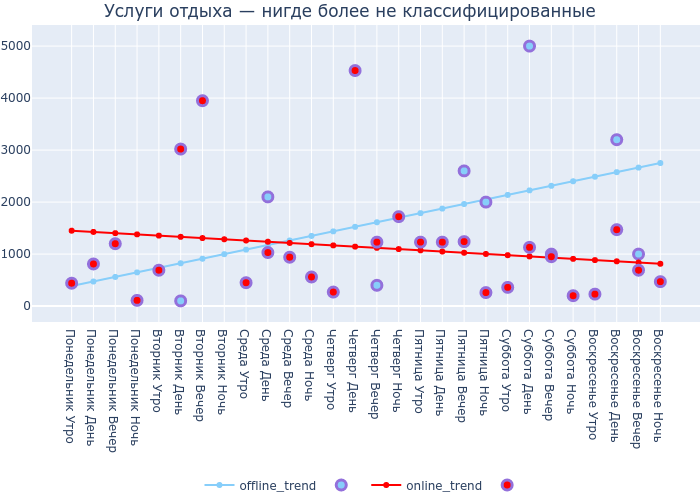 Услуги отдыха — нигде более не классифицированные
5000
4000
3000
2000
1000
0
Понедельник Утро
Понедельник День
Понедельник Вечер
Понедельник Ночь
Вторник Утро
Вторник День
Вторник Вечер
Вторник Ночь
Среда Утро
Среда День
Среда Вечер
Среда Ночь
Четверг Утро
Четверг День
Четверг Вечер
Четверг Ночь
Пятница Утро
Пятница День
Пятница Вечер
Пятница Ночь
Суббота Утро
Суббота День
Суббота Вечер
Суббота Ночь
Воскресенье Утро
Воскресенье День
Воскресенье Вечер
Воскресенье Ночь
offline_trend
online_trend